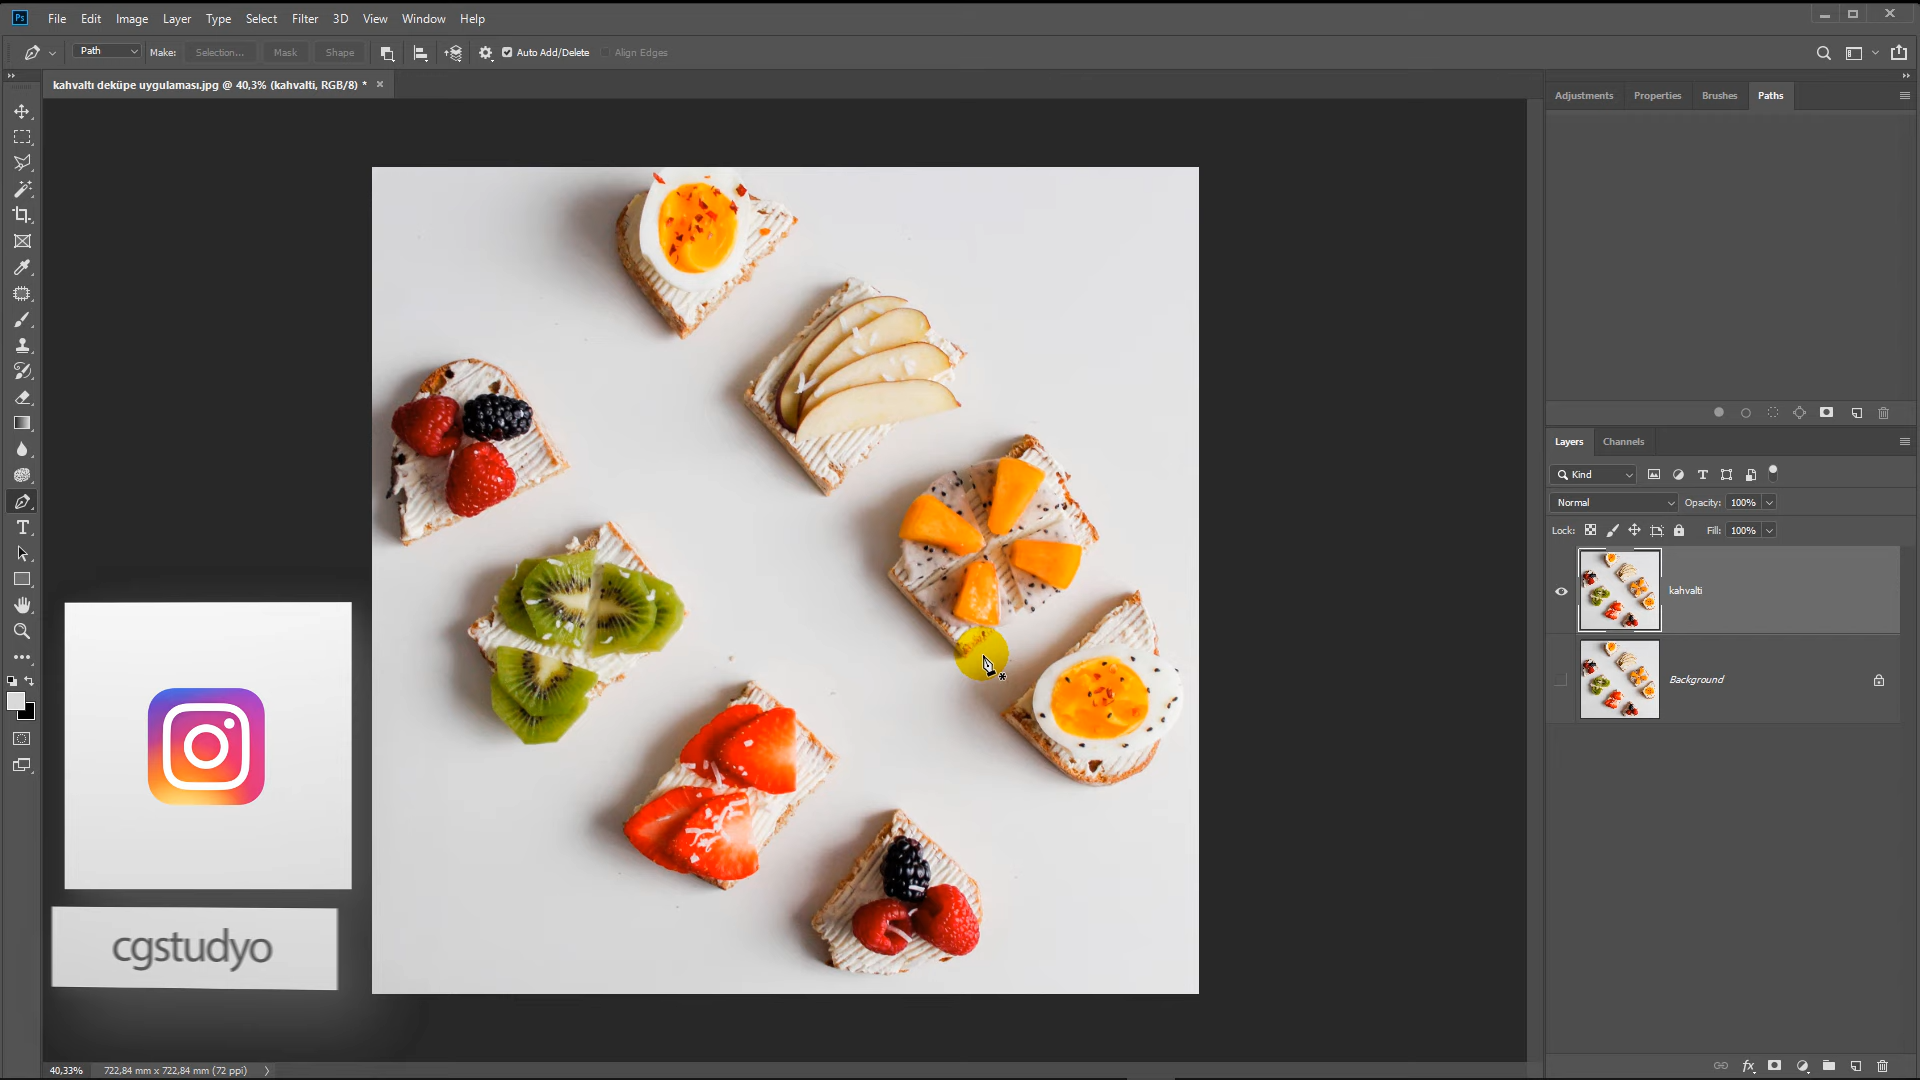 Ps File Edit Image Layer Type Select Filter 3D View Window Help
Path Make: Selection... Mask Shape Auto Add/Delete Align Edges
kahvaltı deküpe uygulaması.jpg @ 40,3% (kahvalti, RGB/8) *
Adjustments Properties Brushes Paths
Layers Channels
Kind
Normal Opacity: 100%
Lock: Fill: 100%
kahvalti
Background
cgstudyo
40,33% 722,84 mm x 722,84 mm (72 ppi)